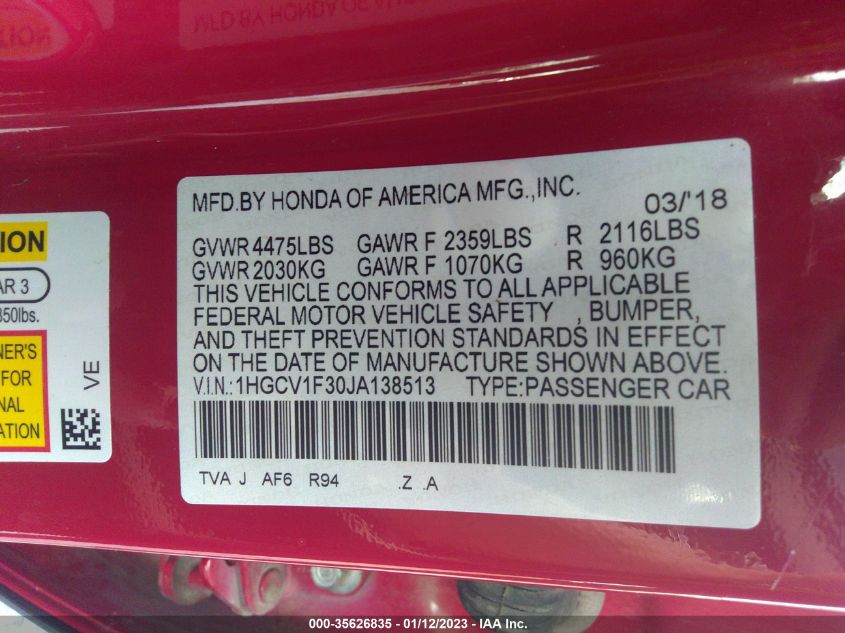 MFD.BY HONDA OF AMERICA MFG.,INC.
03/'18
GVWR 4475LBS GAWR F 2359LBS R 2116LBS
GVWR 2030KG GAWR F 1070KG R 960KG
THIS VEHICLE CONFORMS TO ALL APPLICABLE
FEDERAL MOTOR VEHICLE SAFETY , BUMPER,
AND THEFT PREVENTION STANDARDS IN EFFECT
ON THE DATE OF MANUFACTURE SHOWN ABOVE.
V.I.N.:1HGCV1F30JA138513 TYPE:PASSENGER CAR
TVA J AF6 R94 .Z .A
ION
AR 3
850lbs.
NER'S
FOR
NAL
ATION
VE
000-35626835 - 01/12/2023 - © IAA Inc.